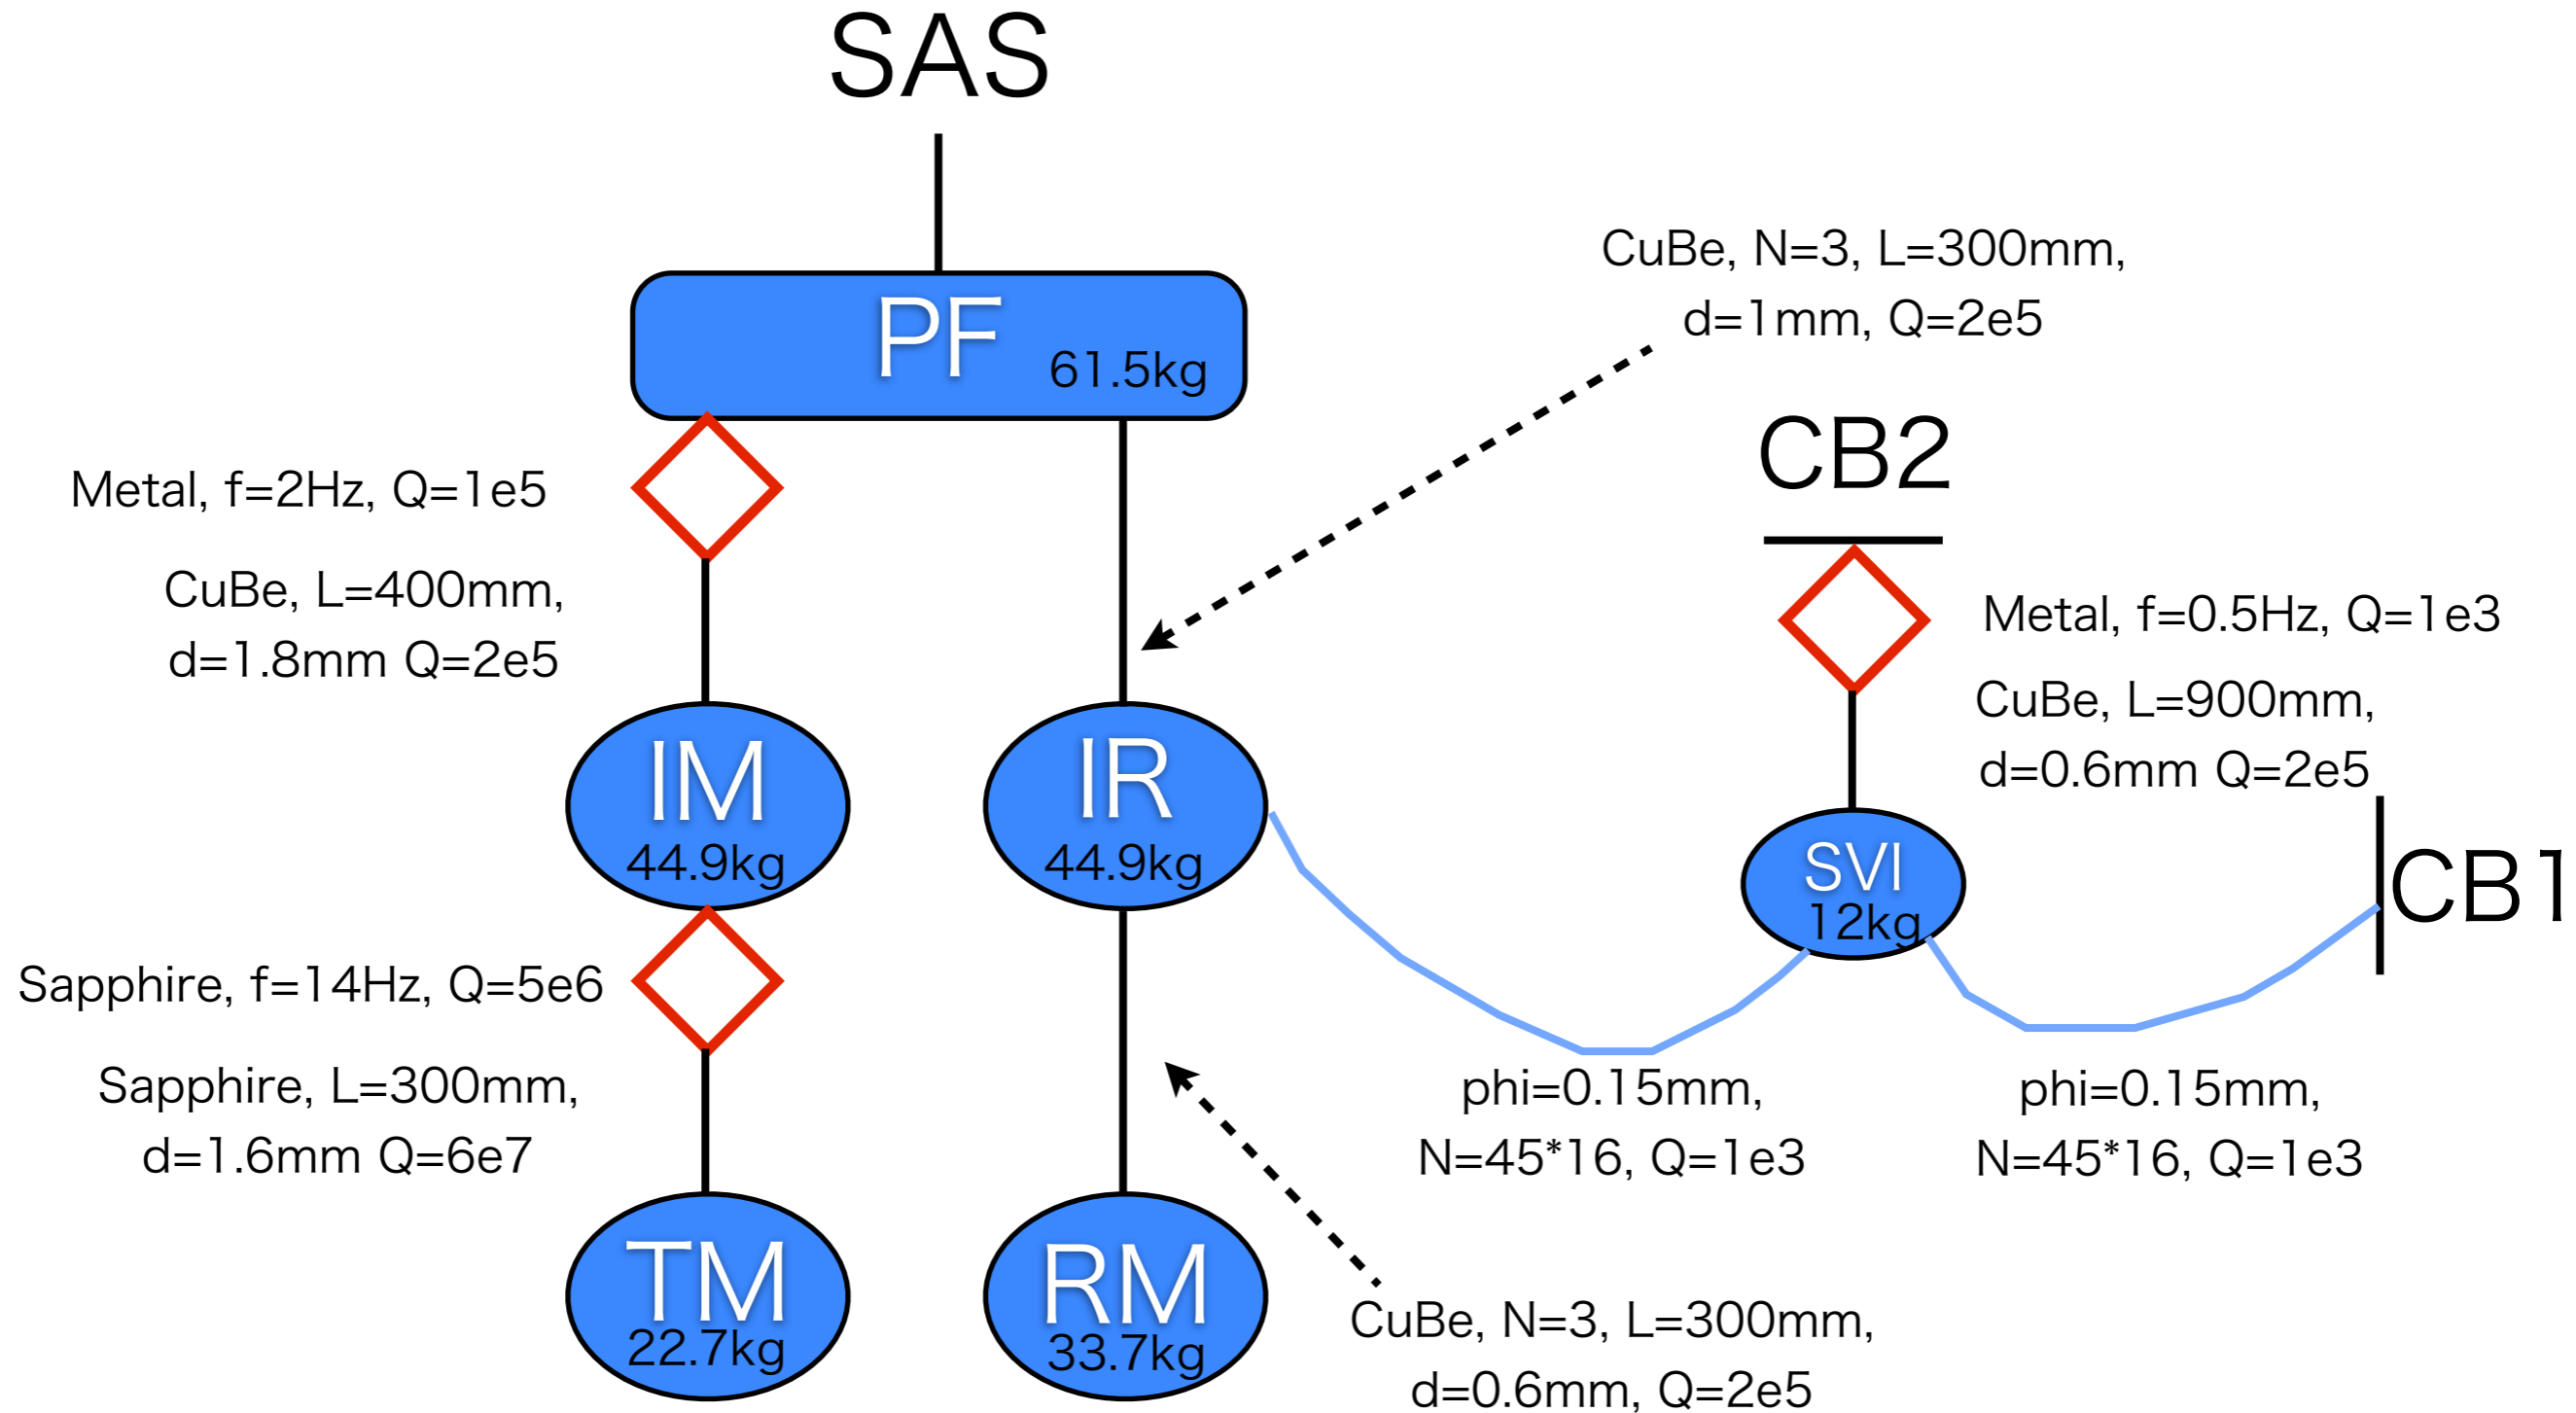 SAS
PF
61.5kg
CuBe, N=3, L=300mm,
d=1mm, Q=2e5
CB2
Metal, f=2Hz, Q=1e5
CuBe, L=400mm,
d=1.8mm Q=2e5
Metal, f=0.5Hz, Q=1e3
CuBe, L=900mm,
d=0.6mm Q=2e5
IM
44.9kg
IR
44.9kg
SVI
12kg
CB1
Sapphire, f=14Hz, Q=5e6
Sapphire, L=300mm,
d=1.6mm Q=6e7
phi=0.15mm,
N=45*16, Q=1e3
phi=0.15mm,
N=45*16, Q=1e3
TM
22.7kg
RM
33.7kg
CuBe, N=3, L=300mm,
d=0.6mm, Q=2e5